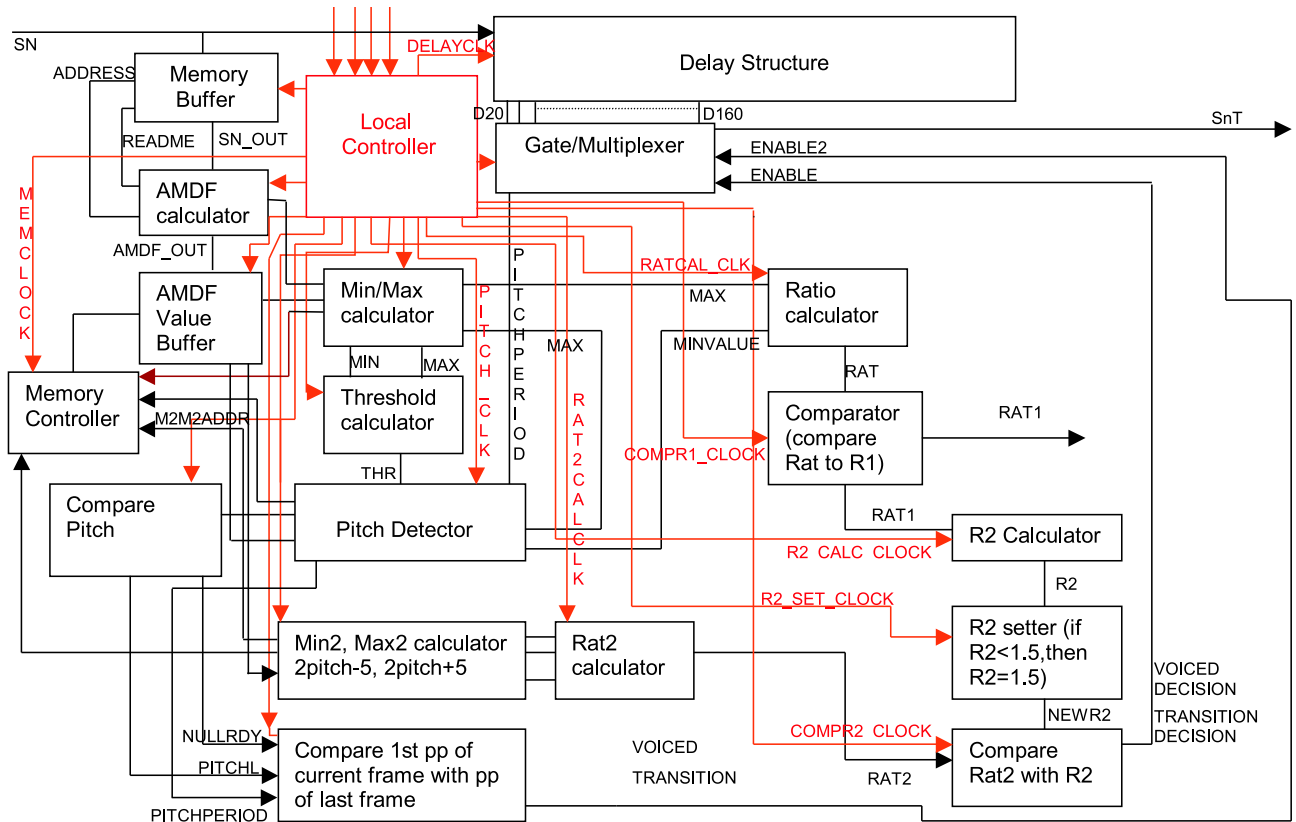 SN
DELAYCLK
Delay Structure
ADDRESS
Memory
Buffer
Local
Controller
D20
D160
SnT
README
SN_OUT
Gate/Multiplexer
ENABLE2
ENABLE
AMDF
calculator
MEMCLOCK
AMDF_OUT
PITCHPERIOD
RATCAL_CLK
AMDF
Value
Buffer
Min/Max
calculator
PITCH_CLK
MAX
Ratio
calculator
MAX
MINVALUE
MIN
MAX
RAT
Memory
Controller
Threshold
calculator
M2M2ADDR
RAT2CALCLK
Comparator
(compare
Rat to R1)
RAT1
COMPR1_CLOCK
THR
Compare
Pitch
Pitch Detector
RAT1
R2 Calculator
R2_CALC_CLOCK
R2
R2_SET_CLOCK
Min2, Max2 calculator
2pitch-5, 2pitch+5
Rat2
calculator
R2 setter (if
R2<1.5,then
R2=1.5)
VOICED
DECISION
NEWR2
TRANSITION
DECISION
NULLRDY
PITCHL
PITCHPERIOD
Compare 1st pp of
current frame with pp
of last frame
VOICED
TRANSITION
COMPR2_CLOCK
RAT2
Compare
Rat2 with R2